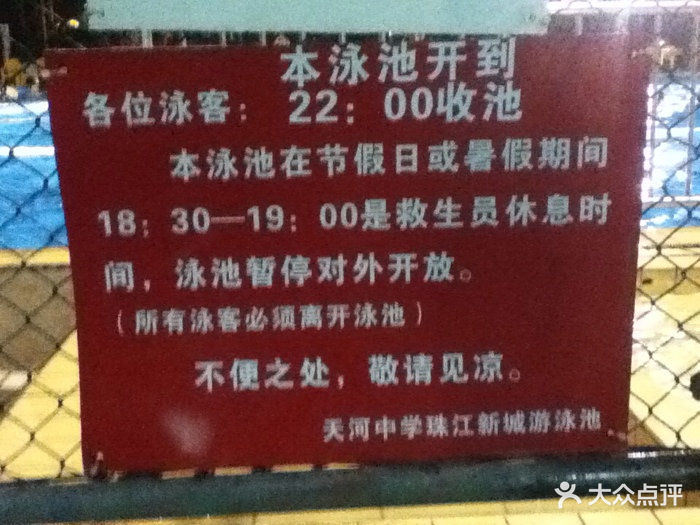 本泳池开到
各位泳客：22：00收池
本泳池在节假日或暑假期间
18：30—19：00是救生员休息时
间，泳池暂停对外开放。
（所有泳客必须离开泳池）
不便之处，敬请见凉。
天河中学珠江新城游泳池
大众点评